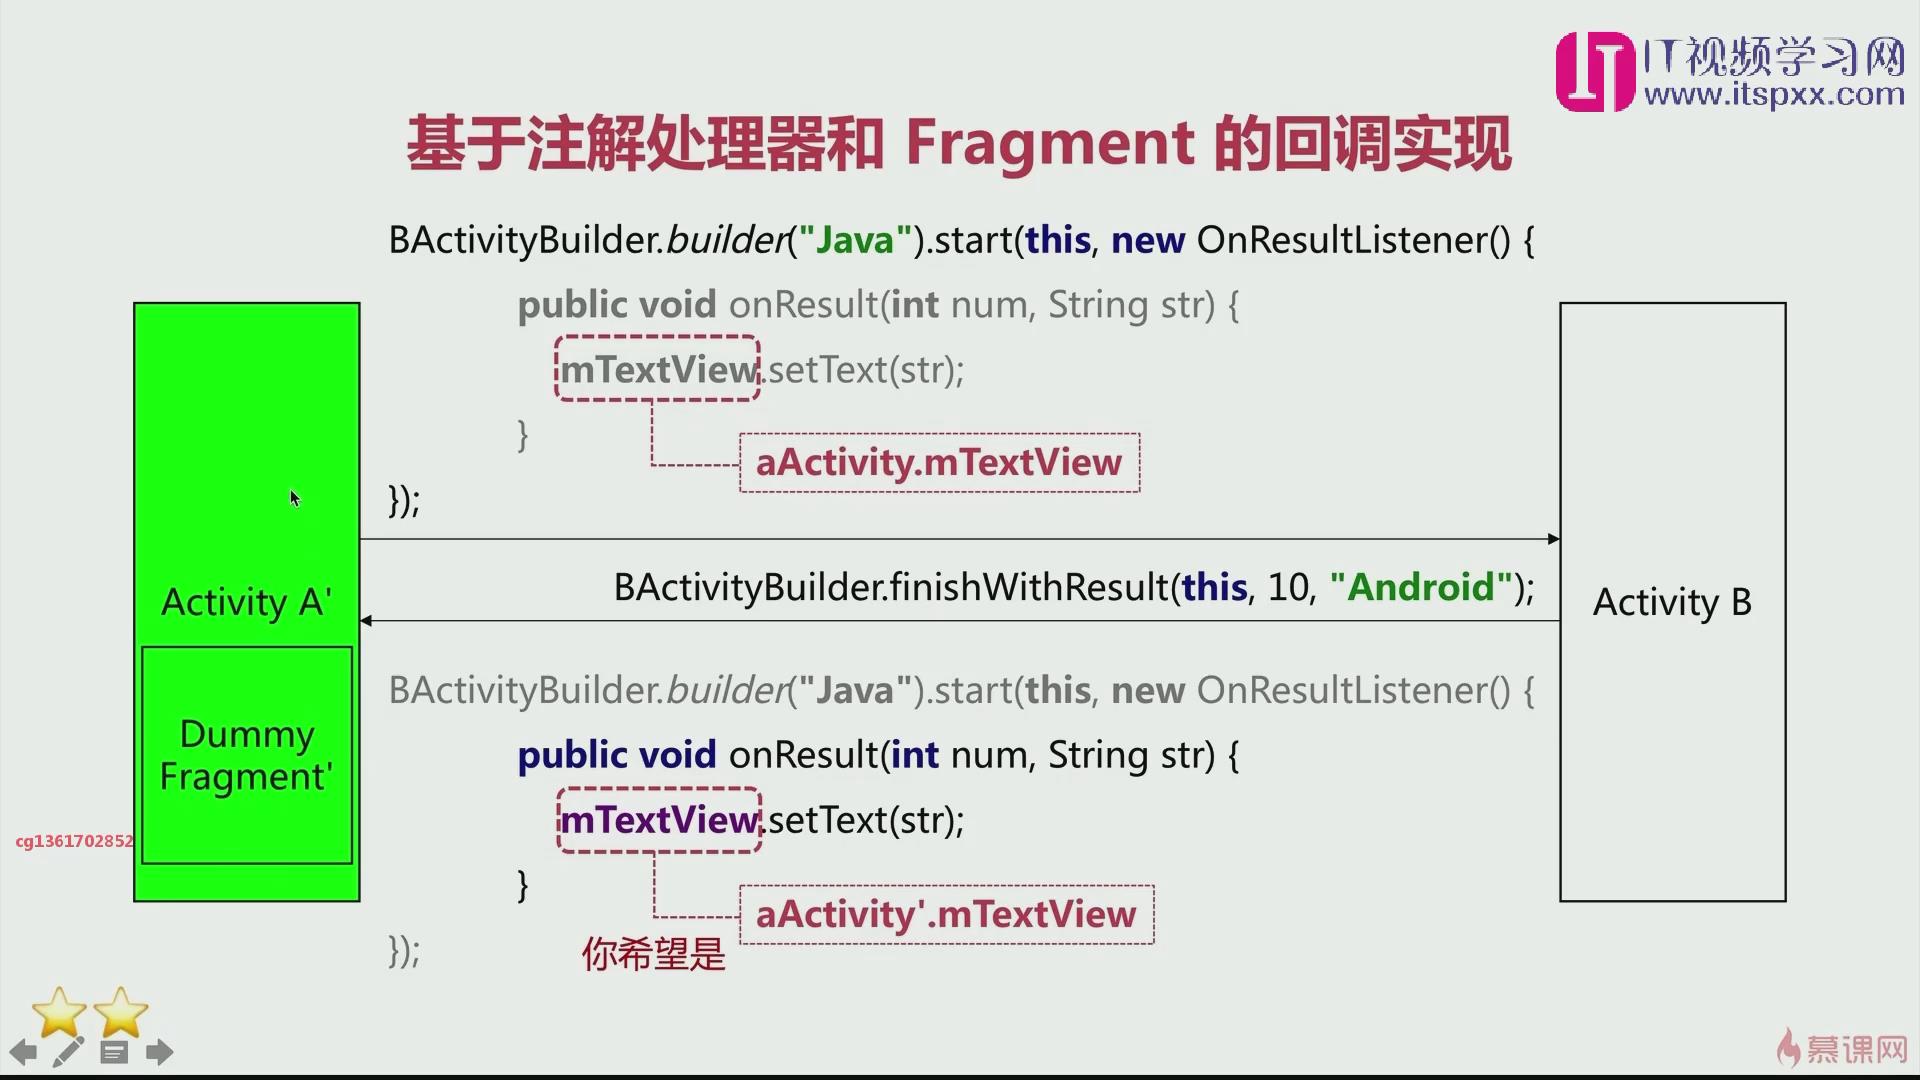 IT视频学习网
www.itspxx.com
基于注解处理器和 Fragment 的回调实现
BActivityBuilder.builder("Java").start(this, new OnResultListener() {
public void onResult(int num, String str) {
mTextView.setText(str);
}
aActivity.mTextView
});
BActivityBuilder.finishWithResult(this, 10, "Android");
Activity A'
Activity B
BActivityBuilder.builder("Java").start(this, new OnResultListener() {
Dummy
Fragment'
public void onResult(int num, String str) {
mTextView.setText(str);
cg1361702852
}
aActivity'.mTextView
});
你希望是
慕课网